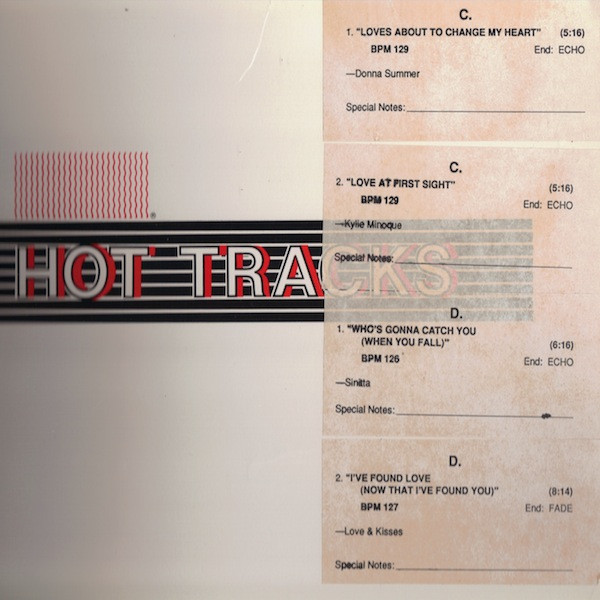 HOT TRACKS
®
C.
1. "LOVES ABOUT TO CHANGE MY HEART" (5:16)
BPM 129 End: ECHO
—Donna Summer
Special Notes:
C.
2. "LOVE AT FIRST SIGHT" (5:16)
BPM 129 End: ECHO
—Kylie Minoque
Special Notes:
D.
1. "WHO'S GONNA CATCH YOU
(WHEN YOU FALL)" (6:16)
BPM 126 End: ECHO
—Sinitta
Special Notes:
D.
2. "I'VE FOUND LOVE
(NOW THAT I'VE FOUND YOU)" (8:14)
BPM 127 End: FADE
—Love & Kisses
Special Notes: